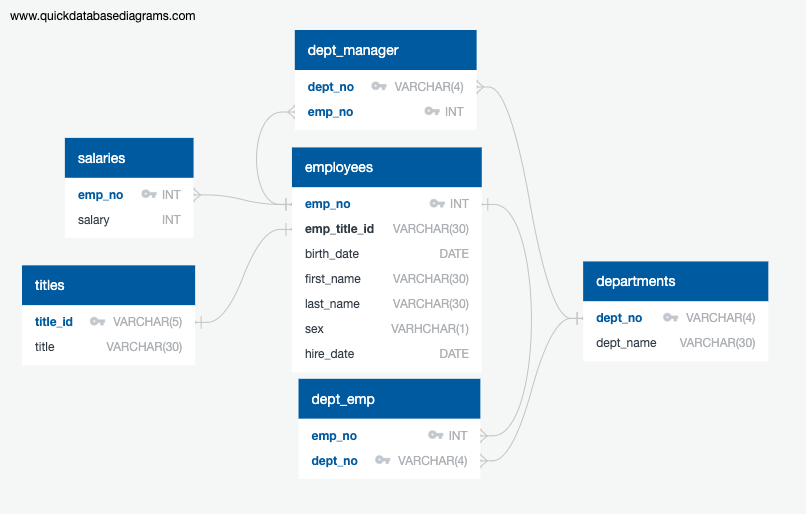 www.quickdatabasediagrams.com
dept_manager
dept_no VARCHAR(4)
emp_no INT
salaries
emp_no INT
salary INT
employees
emp_no INT
emp_title_id VARCHAR(30)
birth_date DATE
first_name VARCHAR(30)
last_name VARCHAR(30)
sex VARHCHAR(1)
hire_date DATE
titles
title_id VARCHAR(5)
title VARCHAR(30)
departments
dept_no VARCHAR(4)
dept_name VARCHAR(30)
dept_emp
emp_no INT
dept_no VARCHAR(4)